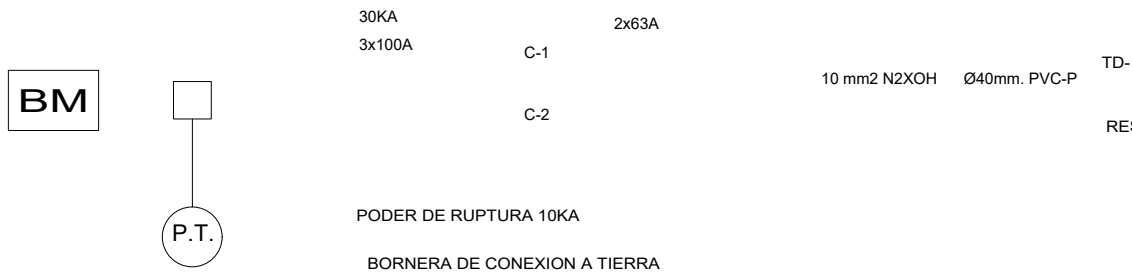 30KA
2x63A
3x100A
C-1
TD-
10 mm2 N2XOH Ø40mm. PVC-P
BM
C-2
PODER DE RUPTURA 10KA
P.T.
BORNERA DE CONEXION A TIERRA